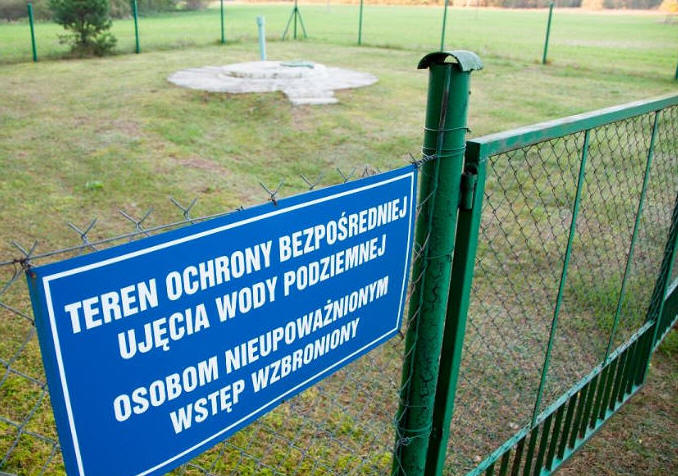 TEREN OCHRONY BEZPOŚREDNIEJ
UJĘCIA WODY PODZIEMNEJ
OSOBOM NIEUPOWAŻNIONYM
WSTĘP WZBRONIONY